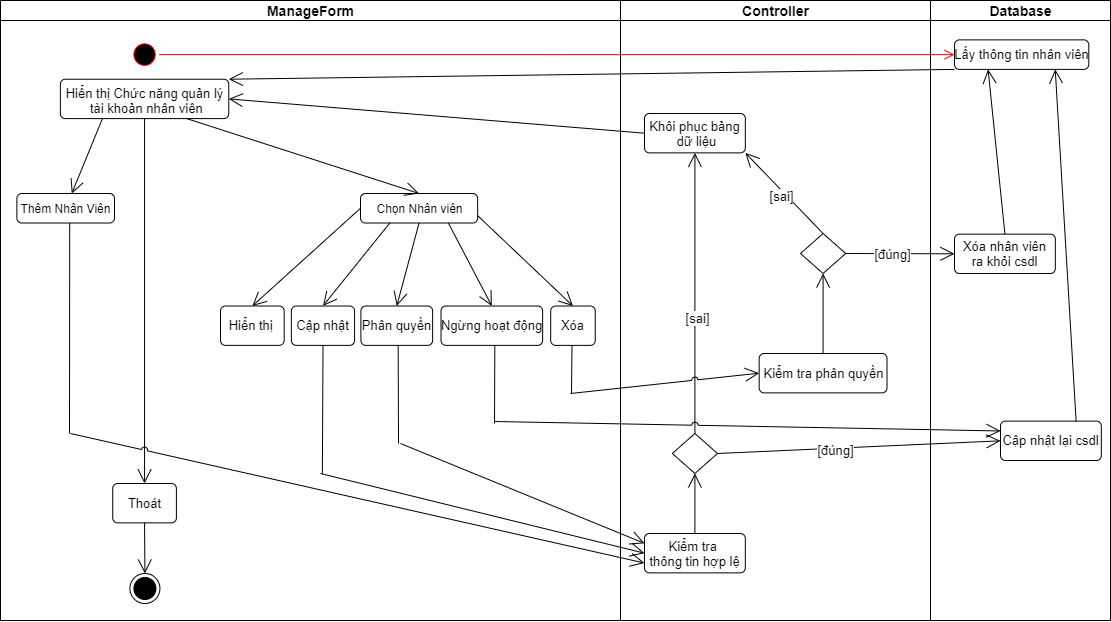 ManageForm
Controller
Database
Lấy thông tin nhân viên
Hiển thị Chức năng quản lý
tài khoản nhân viên
Khôi phục bảng
dữ liệu
Thêm Nhân Viên
Chọn Nhân viên
[sai]
[đúng]
Xóa nhân viên
ra khỏi csdl
Hiển thị
Cập nhật
Phân quyền
Ngừng hoạt động
Xóa
[sai]
Kiểm tra phân quyền
Cập nhật lại csdl
[đúng]
Thoát
Kiểm tra
thông tin hợp lệ